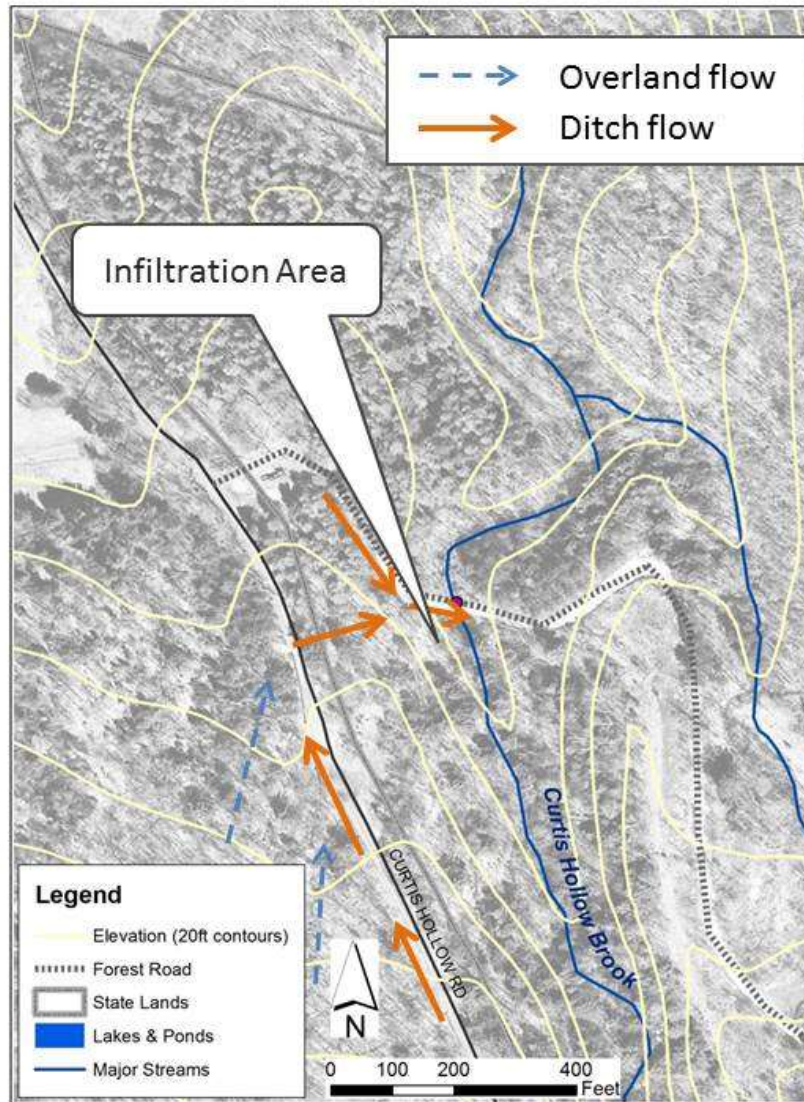 Overland flow
Ditch flow
Infiltration Area
CURTIS HOLLOW RD
Curtis Hollow Brook
Legend
Elevation (20ft contours)
Forest Road
State Lands
Lakes & Ponds
Major Streams
N
0 100 200 400
Feet